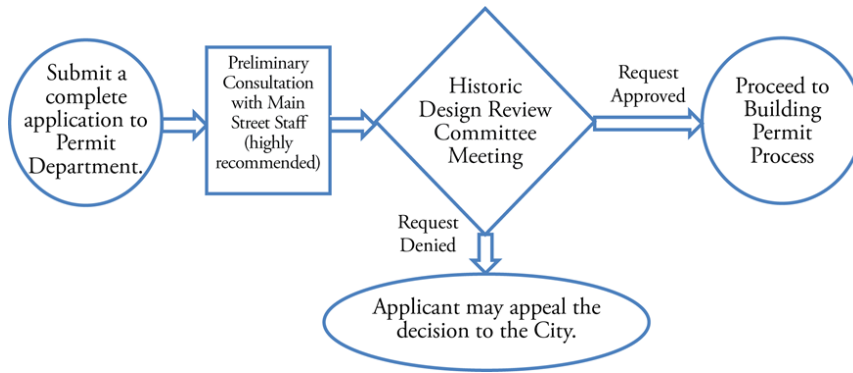 Submit a
complete
application to
Permit
Department.
Preliminary
Consultation
with Main
Street Staff
(highly
recommended)
Historic
Design Review
Committee
Meeting
Request
Approved
Proceed to
Building
Permit
Process
Request
Denied
Applicant may appeal the
decision to the City.